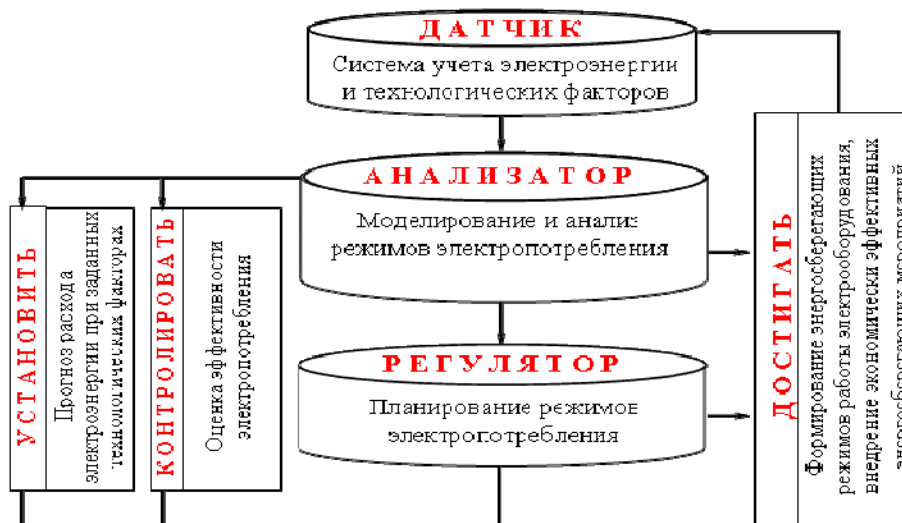 ДАТЧИК
Система учета электроэнергии
и технологических факторов
АНАЛИЗАТОР
Моделирование и анализ
режимов электропотребления
РЕГУЛЯТОР
Планирование режимов
электропотребления
УСТАНОВИТЬ
Прогноз расхода
электроэнергии при заданных
технологических факторах
КОНТРОЛИРОВАТЬ
Оценка эффективности
электропотребления
ДОСТИГАТЬ
Формирование энергосберегающих
режимов работы электрооборудования,
внедрение экономически эффективных